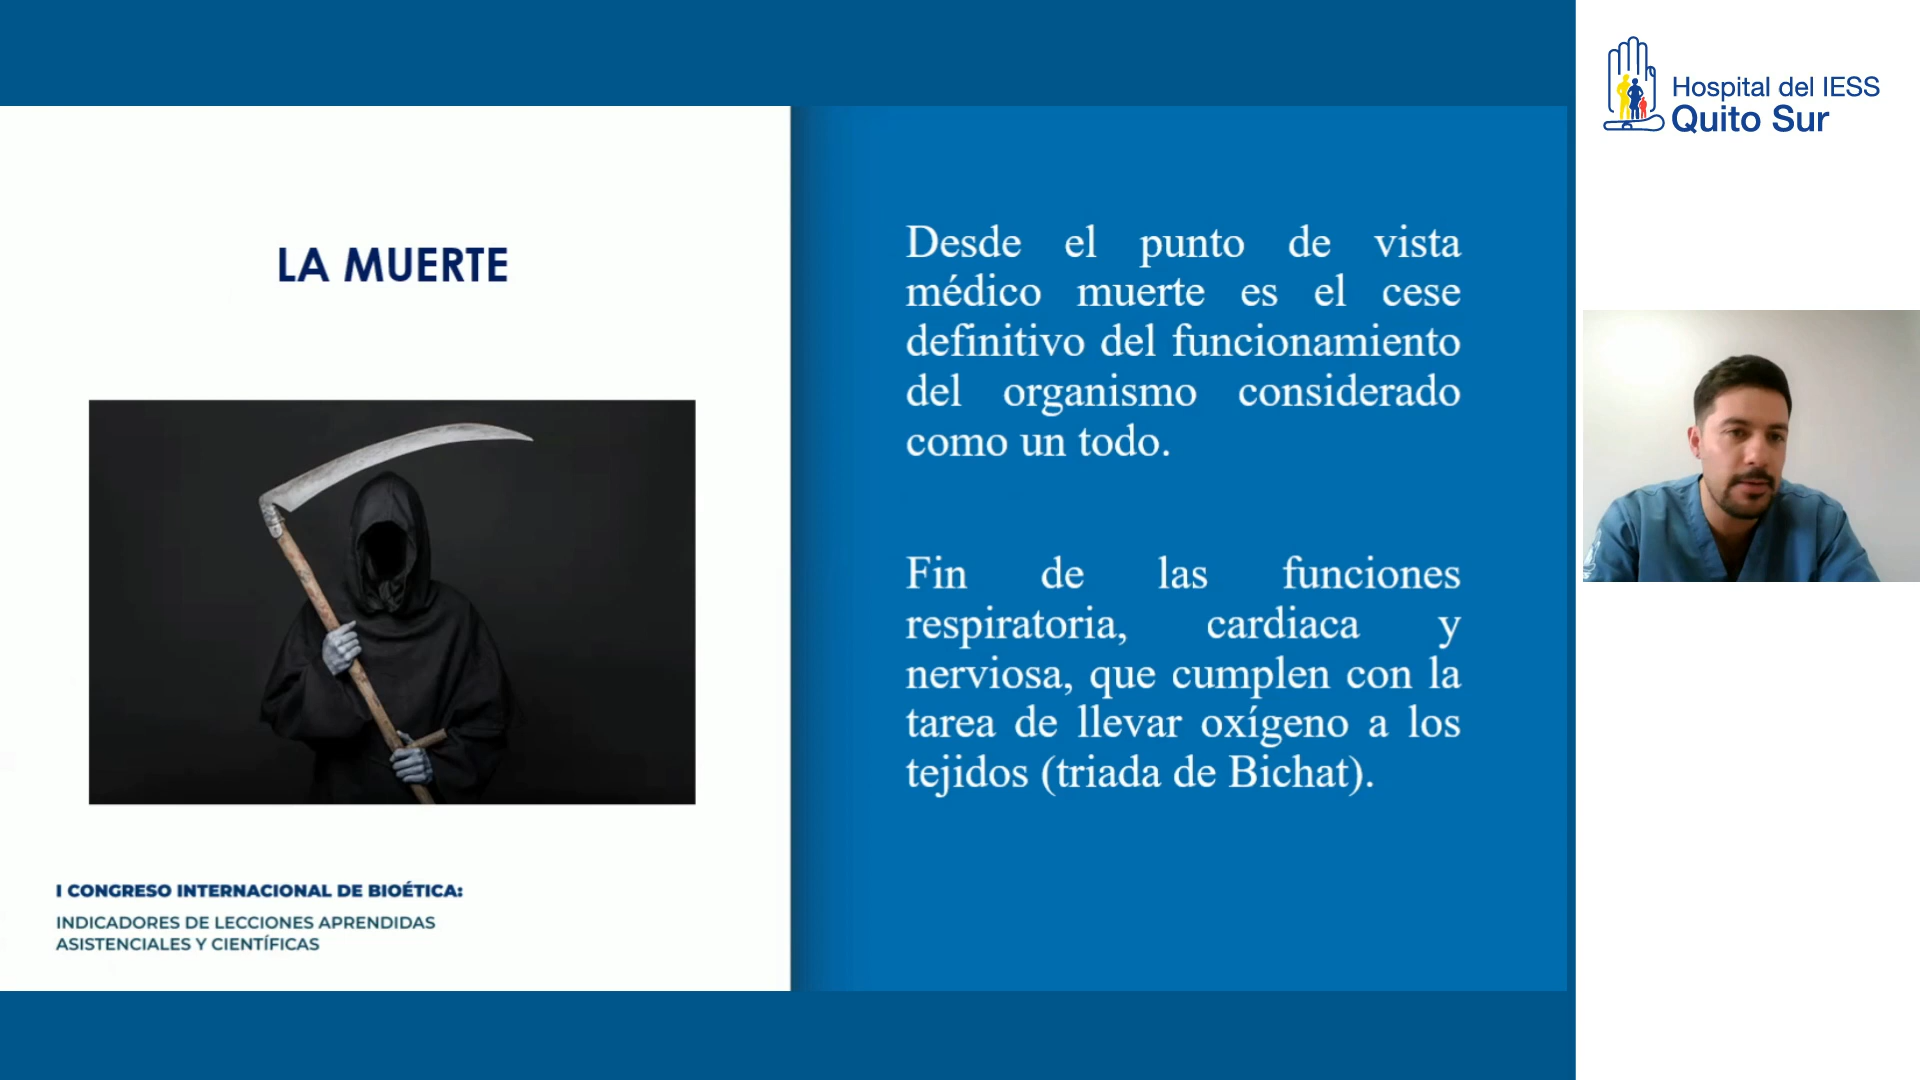 LA MUERTE
I CONGRESO INTERNACIONAL DE BIOÉTICA:
INDICADORES DE LECCIONES APRENDIDAS
ASISTENCIALES Y CIENTÍFICAS
Desde el punto de vista
médico muerte es el cese
definitivo del funcionamiento
del organismo considerado
como un todo.
Fin de las funciones
respiratoria, cardiaca y
nerviosa, que cumplen con la
tarea de llevar oxígeno a los
tejidos (triada de Bichat).
Hospital del IESS
Quito Sur